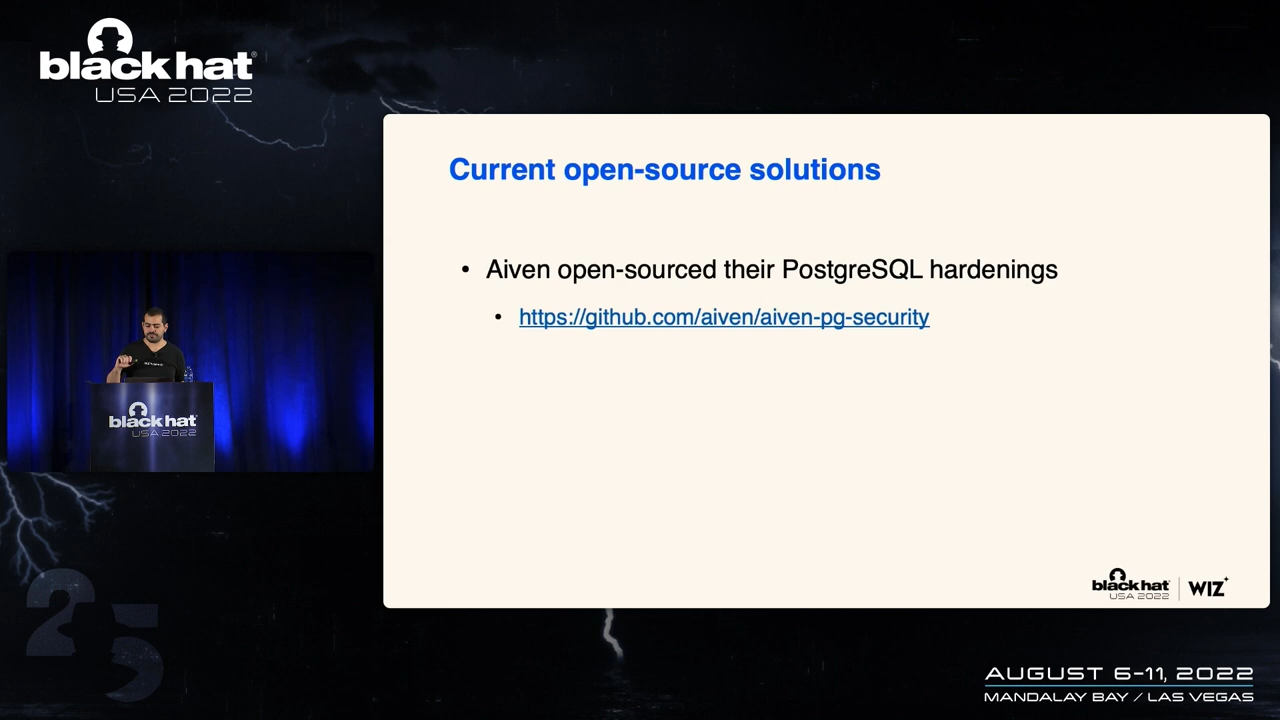 black hat®
USA 2022
Current open-source solutions
• Aiven open-sourced their PostgreSQL hardenings
• https://github.com/aiven/aiven-pg-security
black hat
USA 2022
black hat
USA 2022
WIZ
25
AUGUST 6-11, 2022
MANDALAY BAY / LAS VEGAS